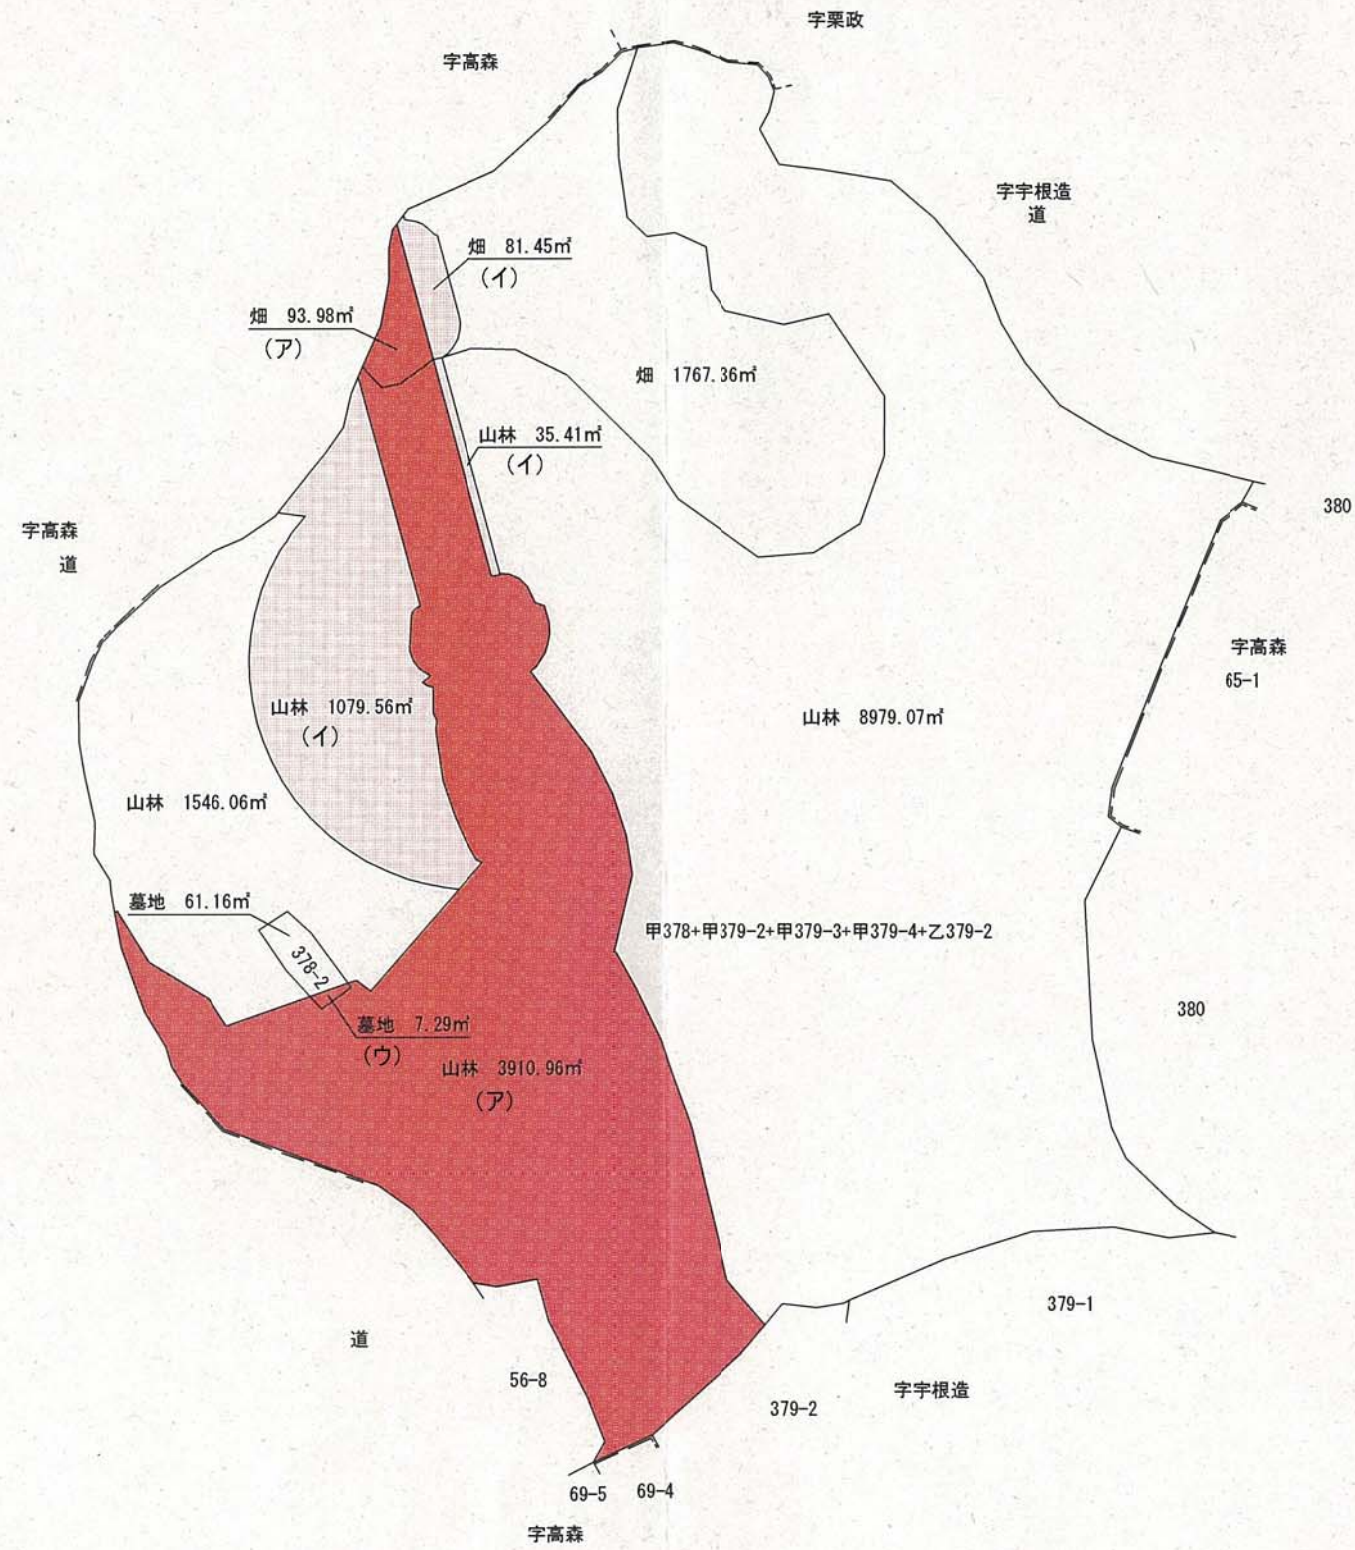 字栗政
字高森
字宇根造
道
畑 81.45㎡
(イ)
畑 93.98㎡
(ア)
畑 1767.36㎡
山林 35.41㎡
(イ)
380
字高森
道
字高森
65-1
山林 1079.56㎡
(イ)
山林 8979.07㎡
山林 1546.06㎡
墓地 61.16㎡
甲378+甲379-2+甲379-3+甲379-4+乙379-2
378-2
380
墓地 7.29㎡
(ウ)
山林 3910.96㎡
(ア)
379-1
道
56-8
字宇根造
379-2
69-5
69-4
字高森